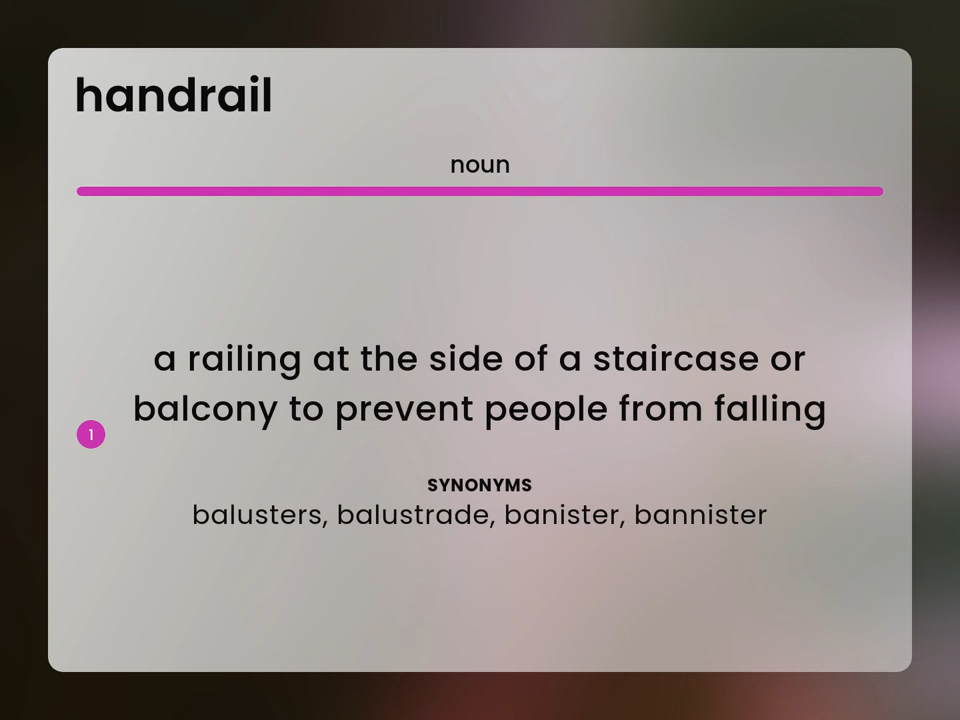 handrail
noun
a railing at the side of a staircase or
balcony to prevent people from falling
1
SYNONYMS
balusters, balustrade, banister, bannister